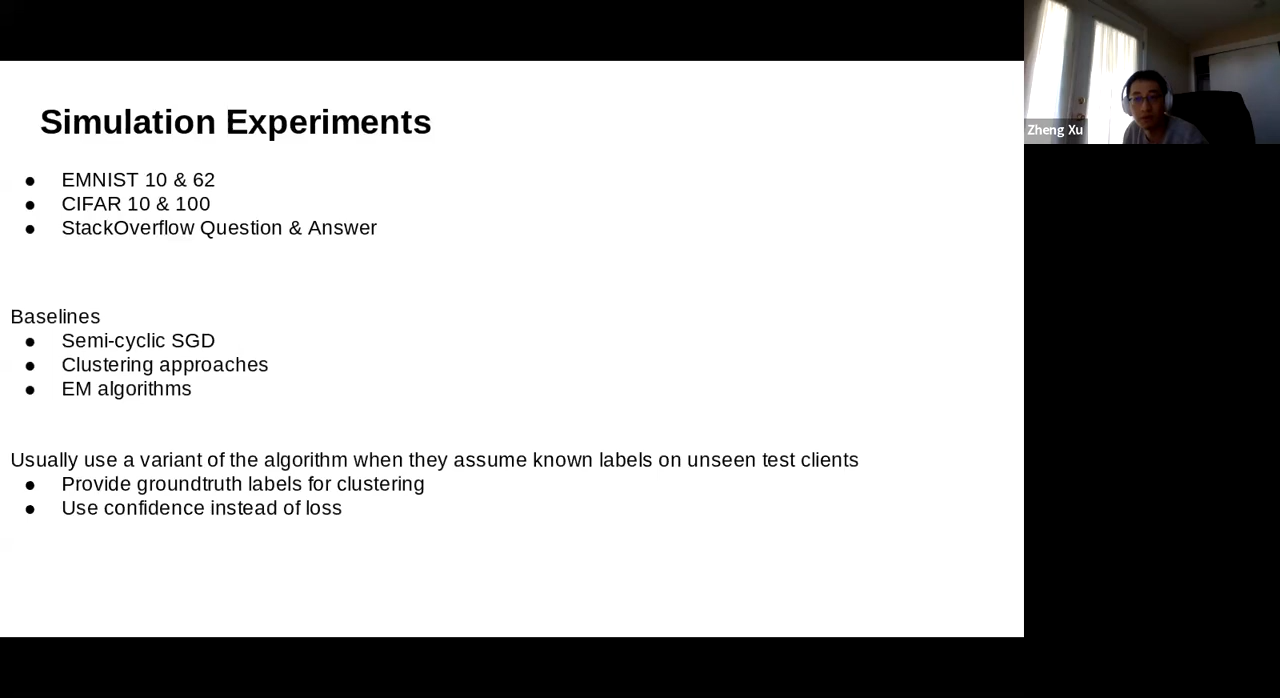 Simulation Experiments
● EMNIST 10 & 62
● CIFAR 10 & 100
● StackOverflow Question & Answer
Baselines
● Semi-cyclic SGD
● Clustering approaches
● EM algorithms
Usually use a variant of the algorithm when they assume known labels on unseen test clients
● Provide groundtruth labels for clustering
● Use confidence instead of loss
Zheng Xu